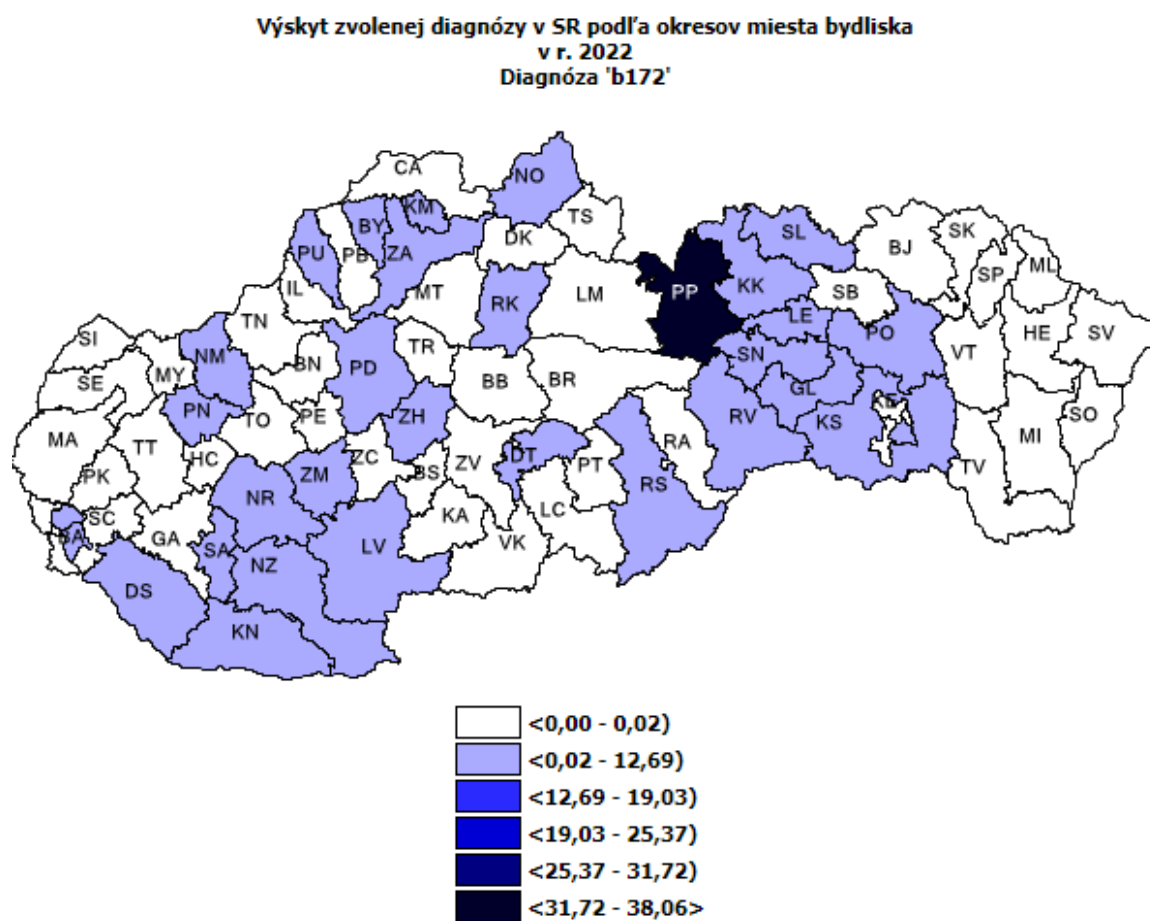 Výskyt zvolenej diagnózy v SR podľa okresov miesta bydliska
v r. 2022
Diagnóza 'b172'
CA
NO
KM
TS
BY
SL
SK
DK
BJ
PU
PB
ZA
ML
SP
KK
PP
SB
IL
MT
RK
LM
HE
SV
LE
TN
PO
SI
TR
VT
NM
BN
SN
MY
PD
BB
BR
SE
GL
PN
PE
ZH
KE
RV
KS
SO
TO
MA
TT
RA
MI
HC
ZC
DT
PT
PK
ZM
BS
ZV
TV
NR
RS
LC
KA
SC
BA
GA
SA
LV
VK
NZ
DS
KN
<0,00 - 0,02)
<0,02 - 12,69)
<12,69 - 19,03)
<19,03 - 25,37)
<25,37 - 31,72)
<31,72 - 38,06>